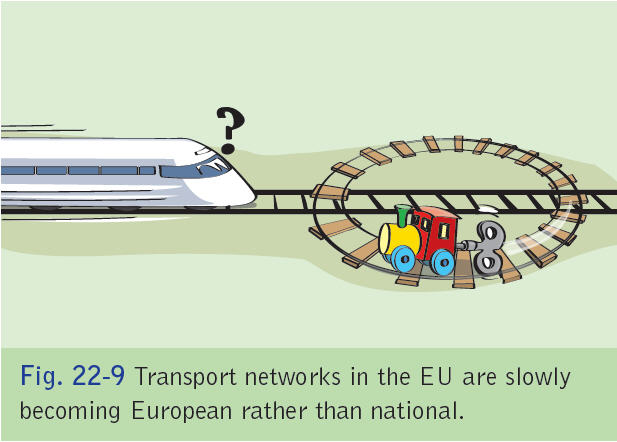 ?
Fig. 22-9 Transport networks in the EU are slowly
becoming European rather than national.